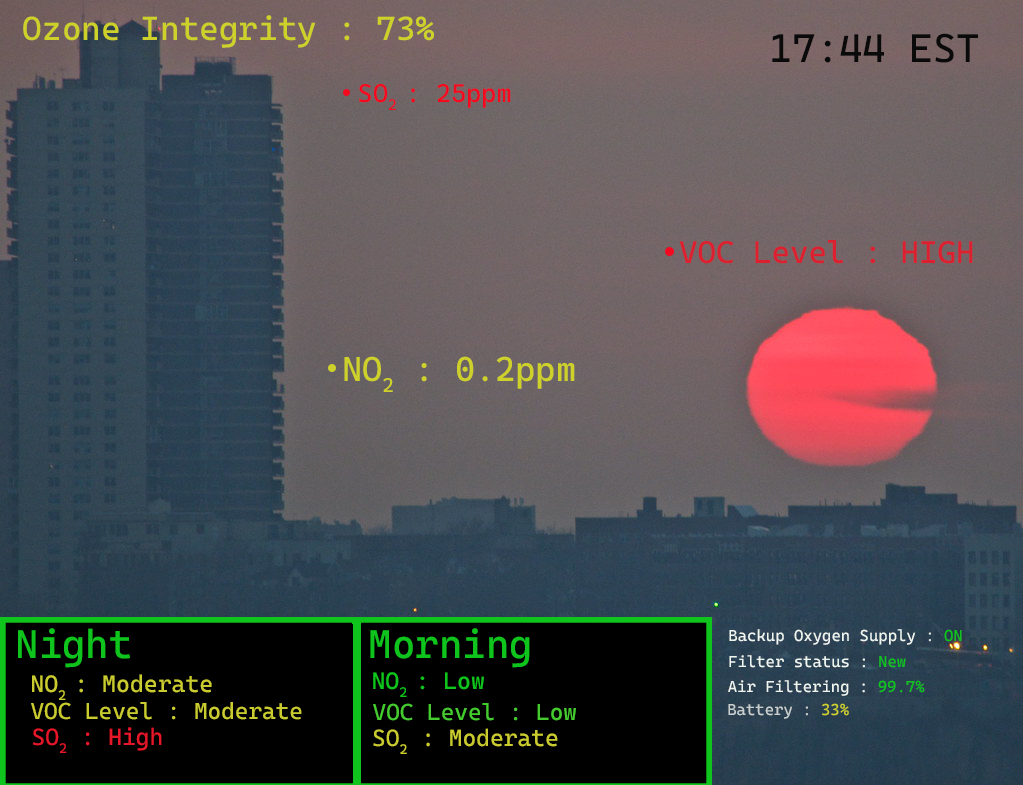 Ozone Integrity : 73%
17:44 EST
•SO₂ : 25ppm
•VOC Level : HIGH
•NO₂ : 0.2ppm
Night
NO₂ : Moderate
VOC Level : Moderate
SO₂ : High
Morning
NO₂ : Low
VOC Level : Low
SO₂ : Moderate
Backup Oxygen Supply : ON
Filter status : New
Air Filtering : 99.7%
Battery : 33%